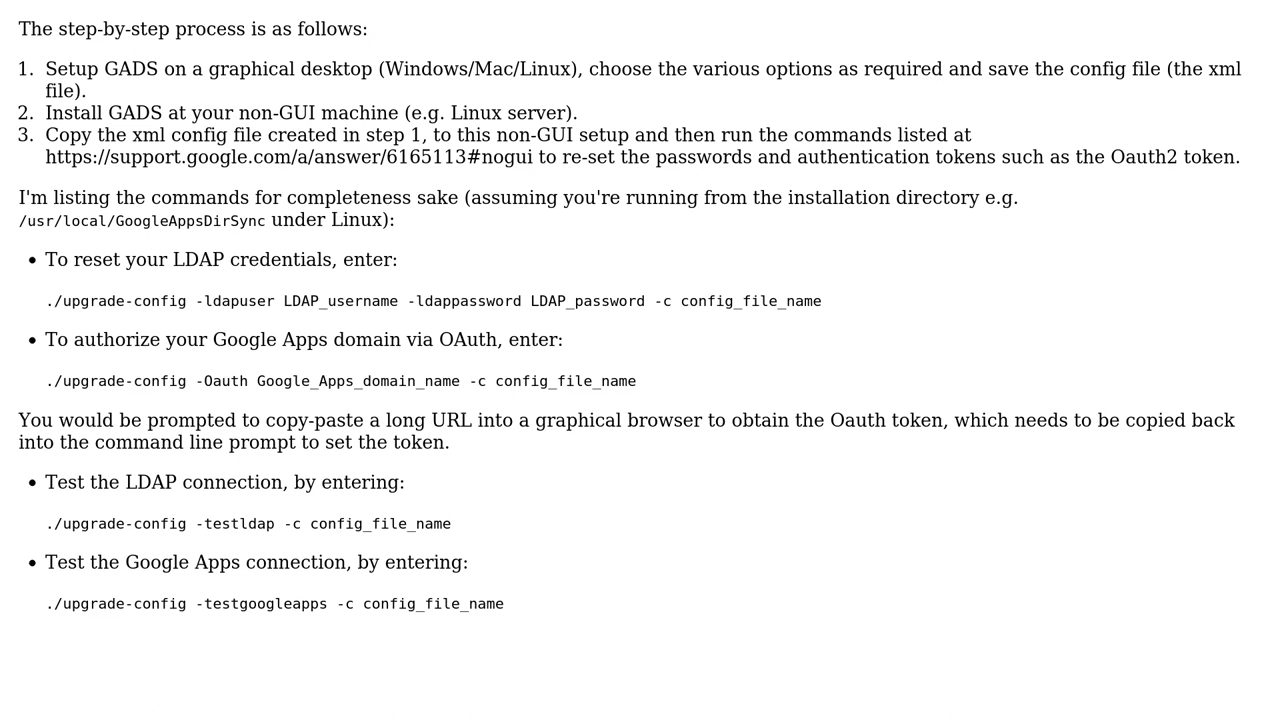 The step-by-step process is as follows:
1. Setup GADS on a graphical desktop (Windows/Mac/Linux), choose the various options as required and save the config file (the xml
file).
2. Install GADS at your non-GUI machine (e.g. Linux server).
3. Copy the xml config file created in step 1, to this non-GUI setup and then run the commands listed at
https://support.google.com/a/answer/6165113#nogui to re-set the passwords and authentication tokens such as the Oauth2 token.
I'm listing the commands for completeness sake (assuming you're running from the installation directory e.g.
/usr/local/GoogleAppsDirSync under Linux):
• To reset your LDAP credentials, enter:
./upgrade-config -ldapuser LDAP_username -ldappassword LDAP_password -c config_file_name
• To authorize your Google Apps domain via OAuth, enter:
./upgrade-config -Oauth Google_Apps_domain_name -c config_file_name
You would be prompted to copy-paste a long URL into a graphical browser to obtain the Oauth token, which needs to be copied back
into the command line prompt to set the token.
• Test the LDAP connection, by entering:
./upgrade-config -testldap -c config_file_name
• Test the Google Apps connection, by entering:
./upgrade-config -testgoogleapps -c config_file_name